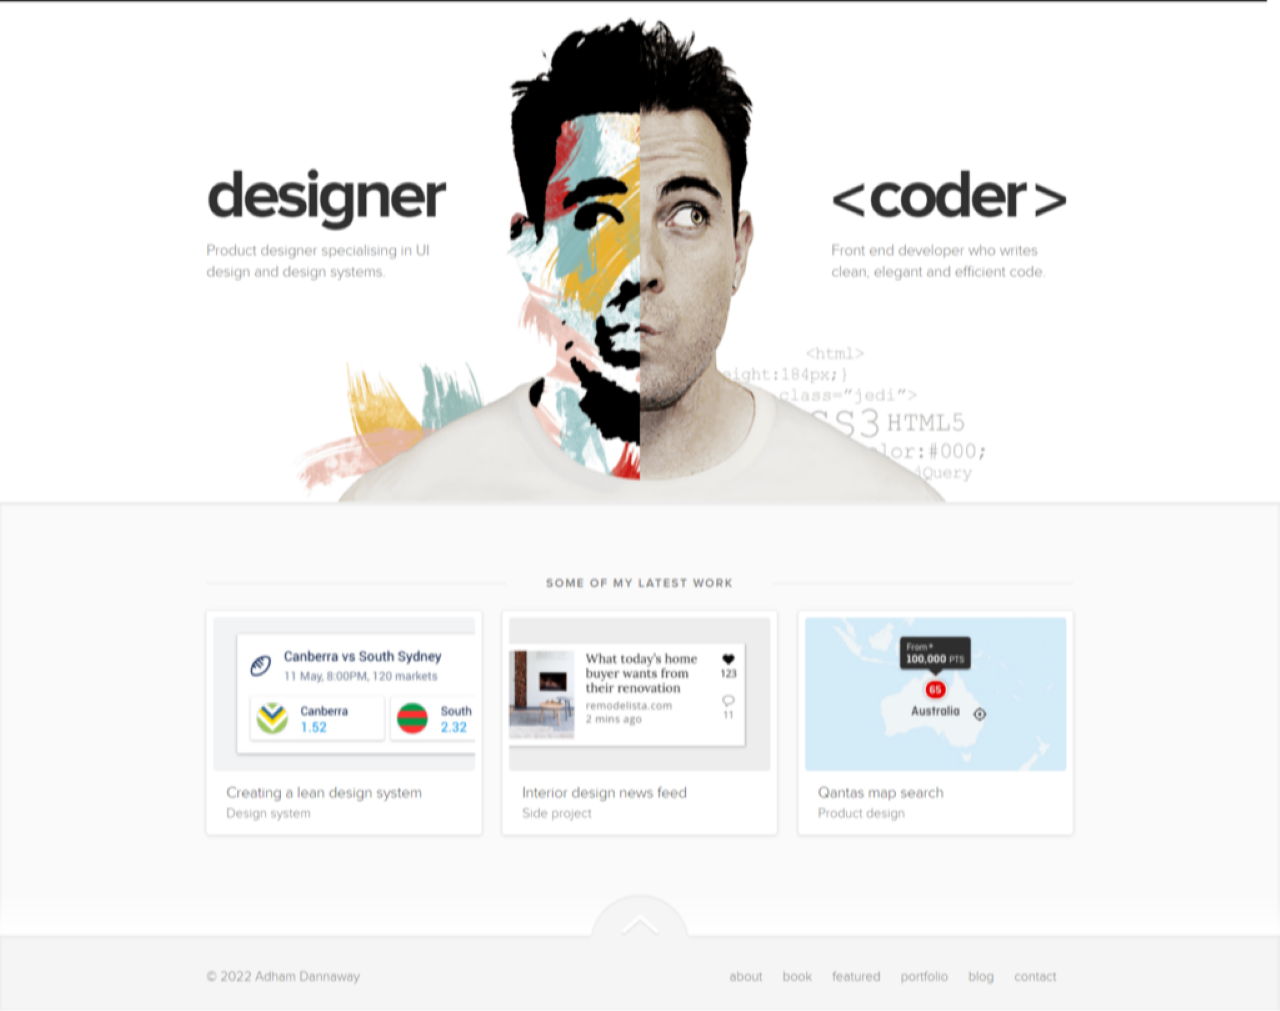 designer
Product designer specialising in UI
design and design systems.
<coder>
Front end developer who writes
clean, elegant and efficient code.
<html>
eight:184px;}
class="jedi">
SS3 HTML5
lor:#000;
jQuery
SOME OF MY LATEST WORK
Canberra vs South Sydney
11 May, 8:00PM, 120 markets
Canberra
1.52
South
2.32
Creating a lean design system
Design system
What today's home
buyer wants from
their renovation
remodelista.com
2 mins ago
123
11
Interior design news feed
Side project
From*
100,000 PTS
65
Australia
Qantas map search
Product design
© 2022 Adham Dannaway
about book featured portfolio blog contact